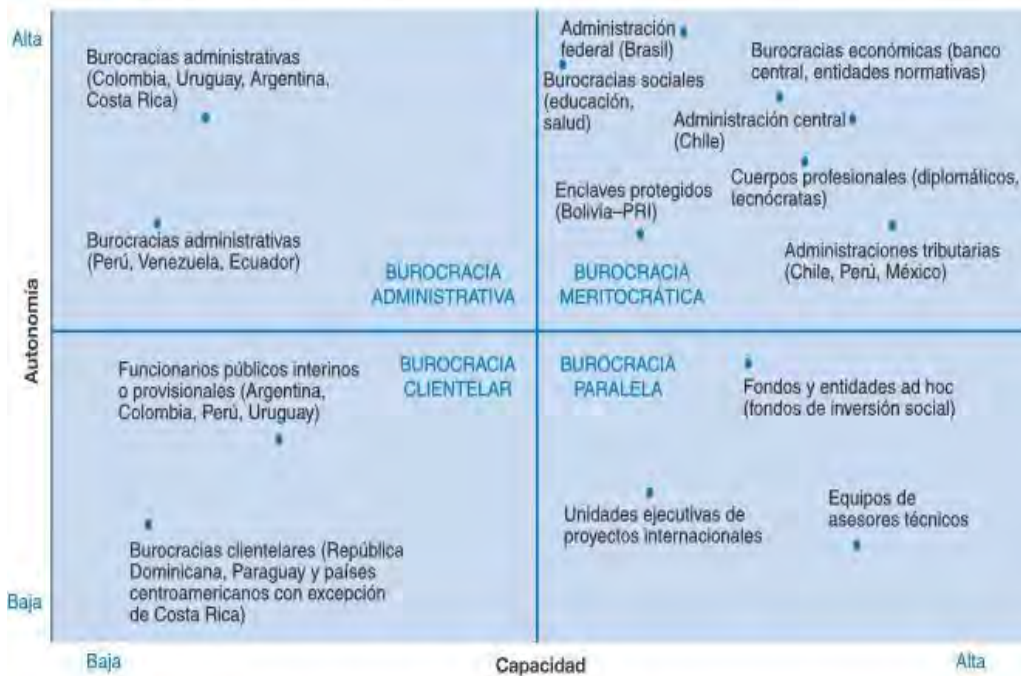 Alta
Burocracias administrativas
(Colombia, Uruguay, Argentina,
Costa Rica)
Administración
federal (Brasil)
Burocracias sociales
(educación,
salud)
Burocracias económicas (banco
central, entidades normativas)
Administración central
(Chile)
Enclaves protegidos
(Bolivia–PRI)
Cuerpos profesionales (diplomáticos,
tecnócratas)
Burocracias administrativas
(Perú, Venezuela, Ecuador)
Administraciones tributarias
(Chile, Perú, México)
BUROCRACIA
ADMINISTRATIVA
BUROCRACIA
MERITOCRÁTICA
Autonomía
Funcionarios públicos interinos
o provisionales (Argentina,
Colombia, Perú, Uruguay)
BUROCRACIA
CLIENTELAR
BUROCRACIA
PARALELA
Fondos y entidades ad hoc
(fondos de inversión social)
Unidades ejecutivas de
proyectos internacionales
Equipos de
asesores técnicos
Burocracias clientelares (República
Dominicana, Paraguay y países
centroamericanos con excepción
de Costa Rica)
Baja
Baja
Capacidad
Alta